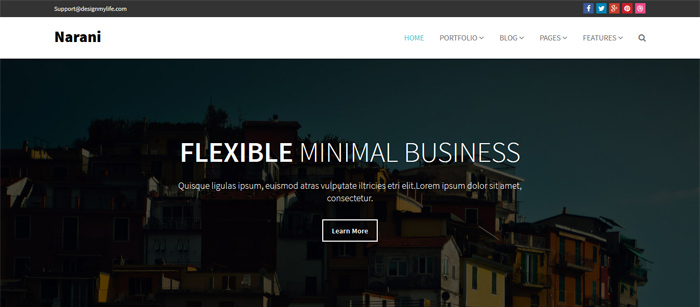 Support@designmylife.com
Narani
HOME PORTFOLIO BLOG PAGES FEATURES
FLEXIBLE MINIMAL BUSINESS
Quisque ligulas ipsum, euismod atras vulputate iltricies etri elit.Lorem ipsum dolor sit amet,
consectetur.
Learn More